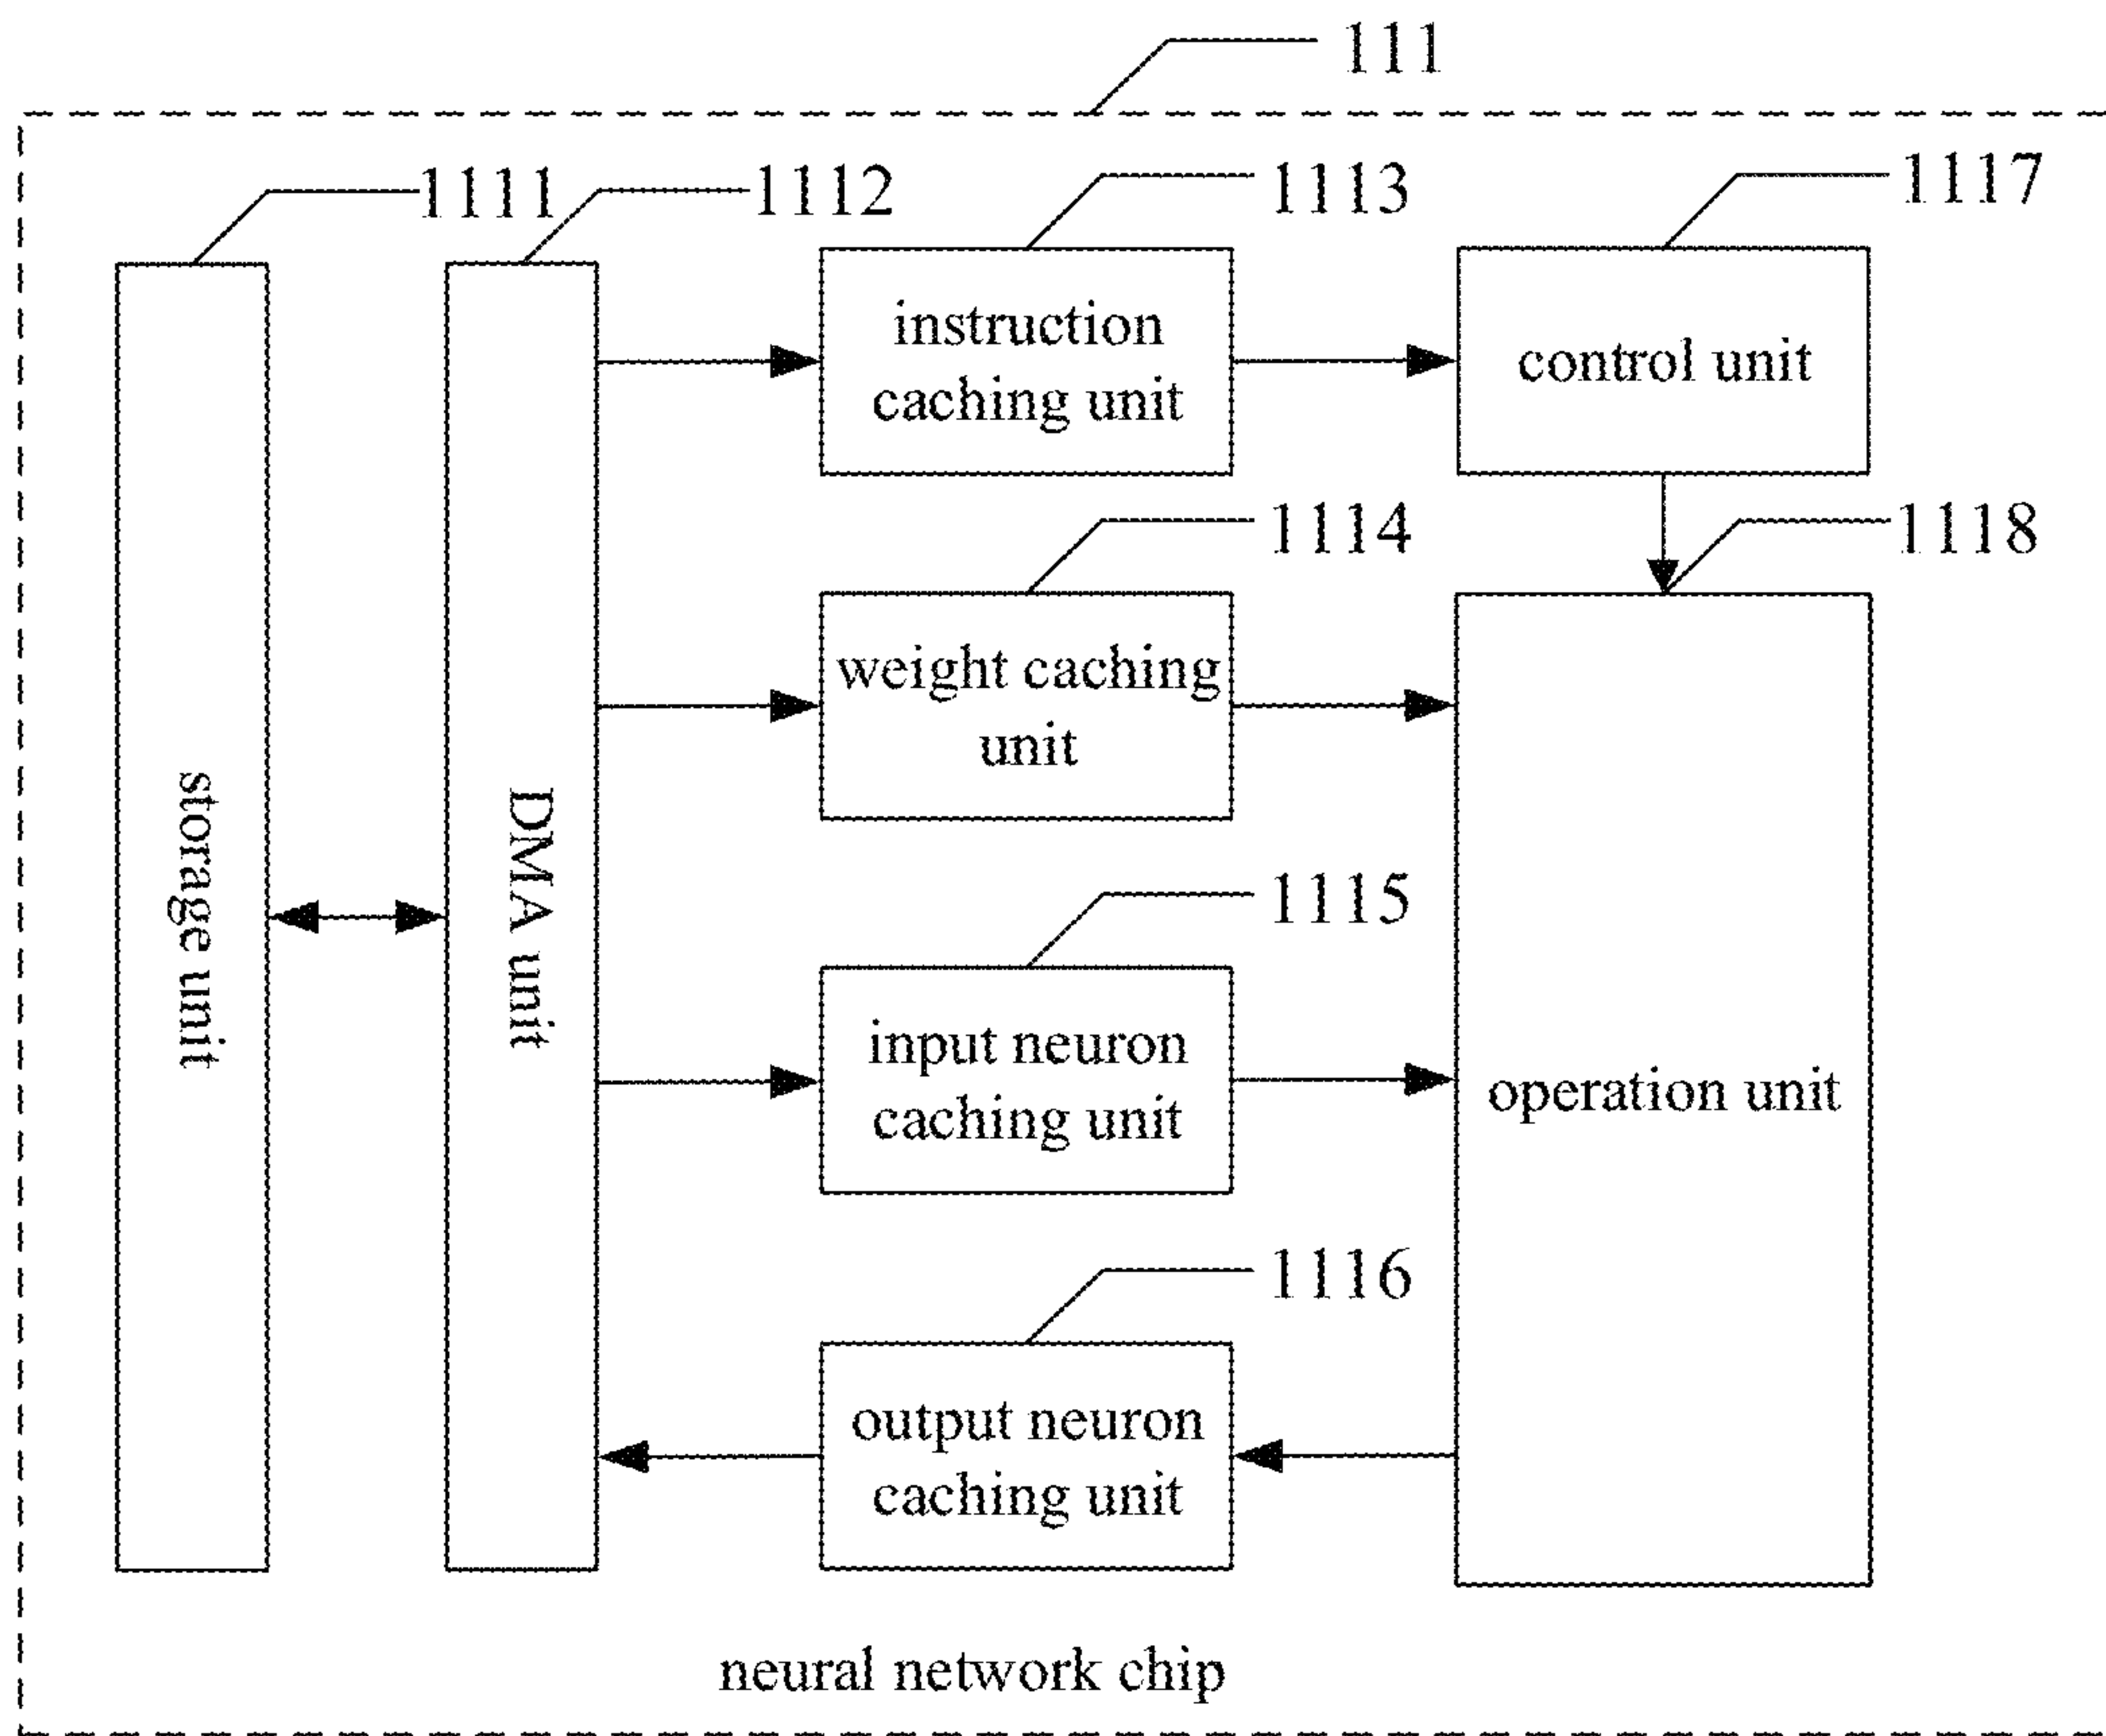 111
1111
1112
1113
1117
instruction
caching unit
control unit
1114
1118
weight caching
unit
storage unit
DMA unit
1115
input neuron
caching unit
operation unit
1116
output neuron
caching unit
neural network chip